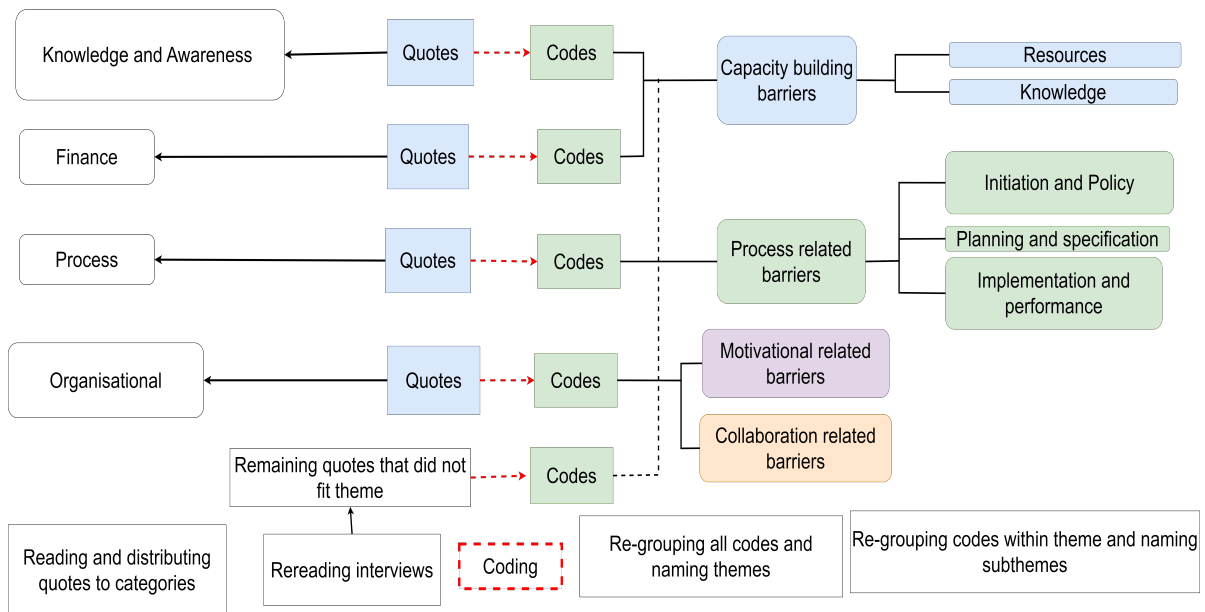 Knowledge and Awareness
Quotes
Codes
Capacity building
barriers
Resources
Knowledge
Finance
Quotes
Codes
Process
Quotes
Codes
Process related
barriers
Initiation and Policy
Planning and specification
Implementation and
performance
Organisational
Quotes
Codes
Motivational related
barriers
Collaboration related
barriers
Remaining quotes that did not
fit theme
Codes
Reading and distributing
quotes to categories
Rereading interviews
Coding
Re-grouping all codes and
naming themes
Re-grouping codes within theme and naming
subthemes